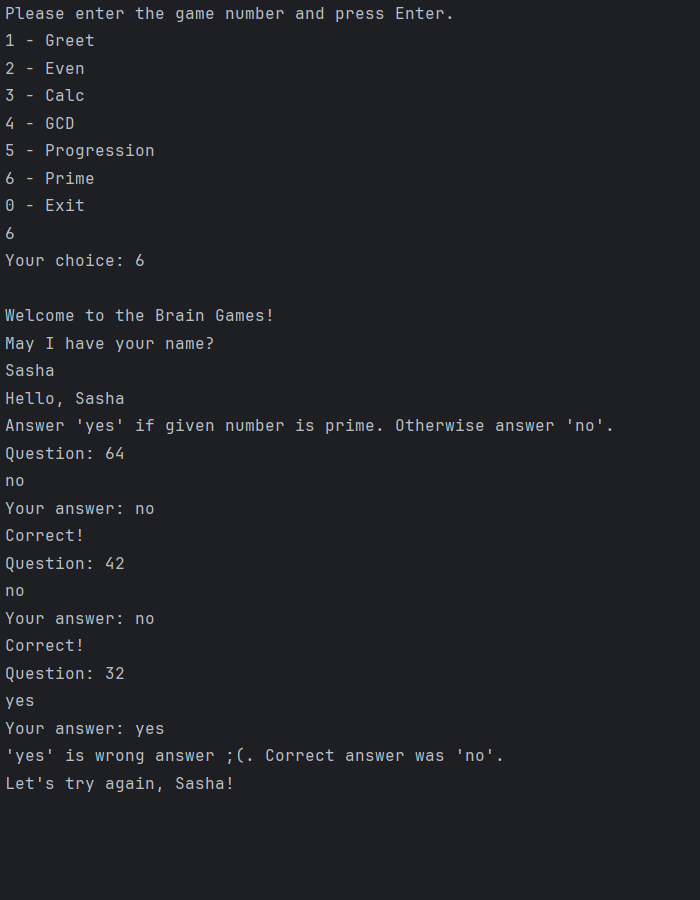 Please enter the game number and press Enter.
1 - Greet
2 - Even
3 - Calc
4 - GCD
5 - Progression
6 - Prime
0 - Exit
6
Your choice: 6
Welcome to the Brain Games!
May I have your name?
Sasha
Hello, Sasha
Answer 'yes' if given number is prime. Otherwise answer 'no'.
Question: 64
no
Your answer: no
Correct!
Question: 42
no
Your answer: no
Correct!
Question: 32
yes
Your answer: yes
'yes' is wrong answer ;(. Correct answer was 'no'.
Let's try again, Sasha!